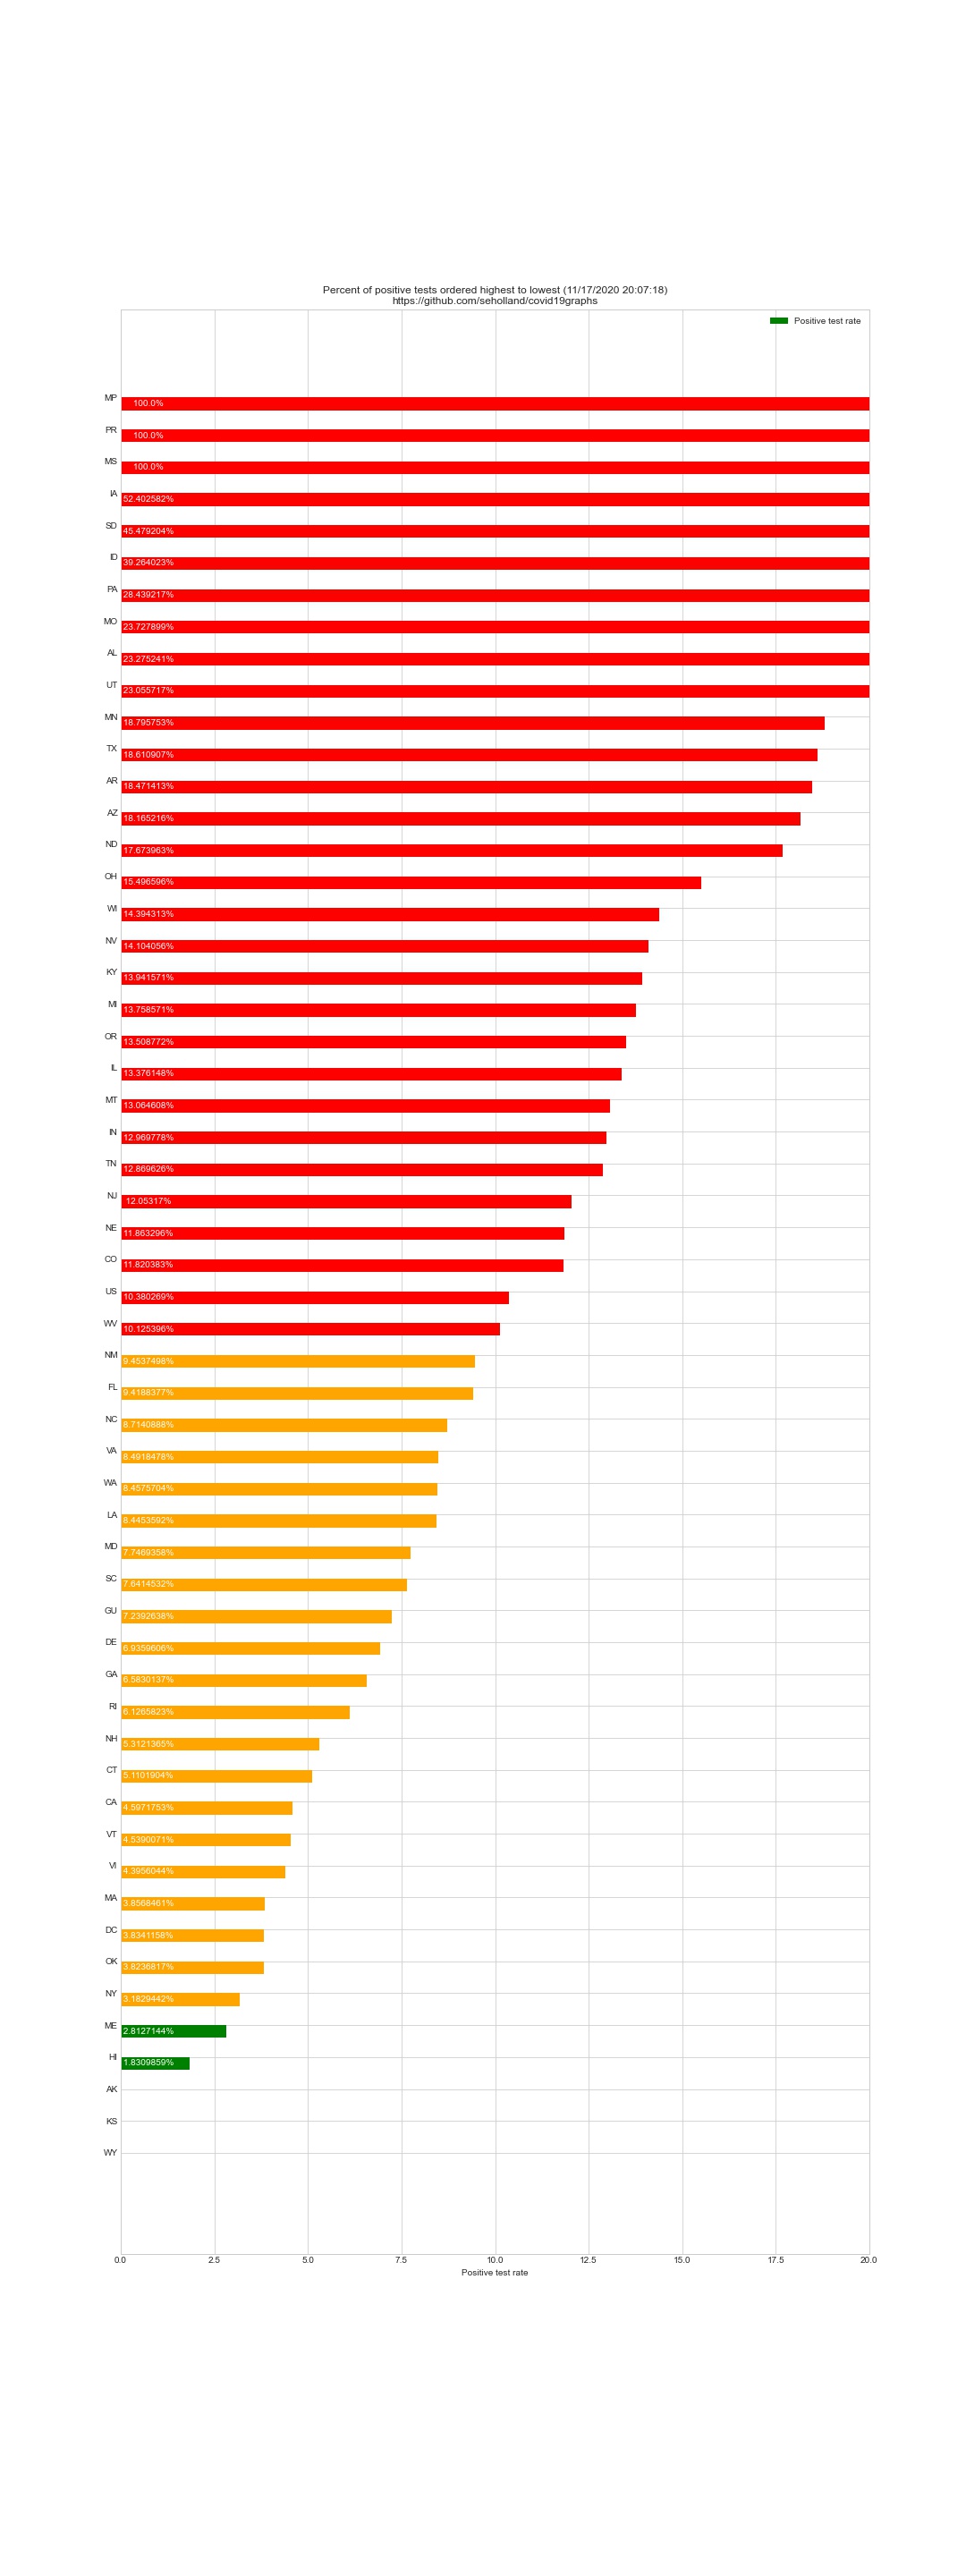 Percent of positive tests ordered highest to lowest (11/17/2020 20:07:18)
https://github.com/seholland/covid19graphs
Positive test rate
MP 100.0%
PR 100.0%
MS 100.0%
IA 52.402582%
SD 45.479204%
ID 39.264023%
PA 28.439217%
MO 23.727899%
AL 23.275241%
UT 23.055717%
MN 18.795753%
TX 18.610907%
AR 18.471413%
AZ 18.165216%
ND 17.673963%
OH 15.496596%
WI 14.394313%
NV 14.104056%
KY 13.941571%
MI 13.758571%
OR 13.508772%
IL 13.376148%
MT 13.064608%
IN 12.969778%
TN 12.869626%
NJ 12.05317%
NE 11.863296%
CO 11.820383%
US 10.380269%
WV 10.125396%
NM 9.4537498%
FL 9.4188377%
NC 8.7140888%
VA 8.4918478%
WA 8.4575704%
LA 8.4453592%
MD 7.7469358%
SC 7.6414532%
GU 7.2392638%
DE 6.9359606%
GA 6.5830137%
RI 6.1265823%
NH 5.3121365%
CT 5.1101904%
CA 4.5971753%
VT 4.5390071%
VI 4.3956044%
MA 3.8568461%
DC 3.8341158%
OK 3.8236817%
NY 3.1829442%
ME 2.8127144%
HI 1.8309859%
AK
KS
WY
0.0 2.5 5.0 7.5 10.0 12.5 15.0 17.5 20.0
Positive test rate